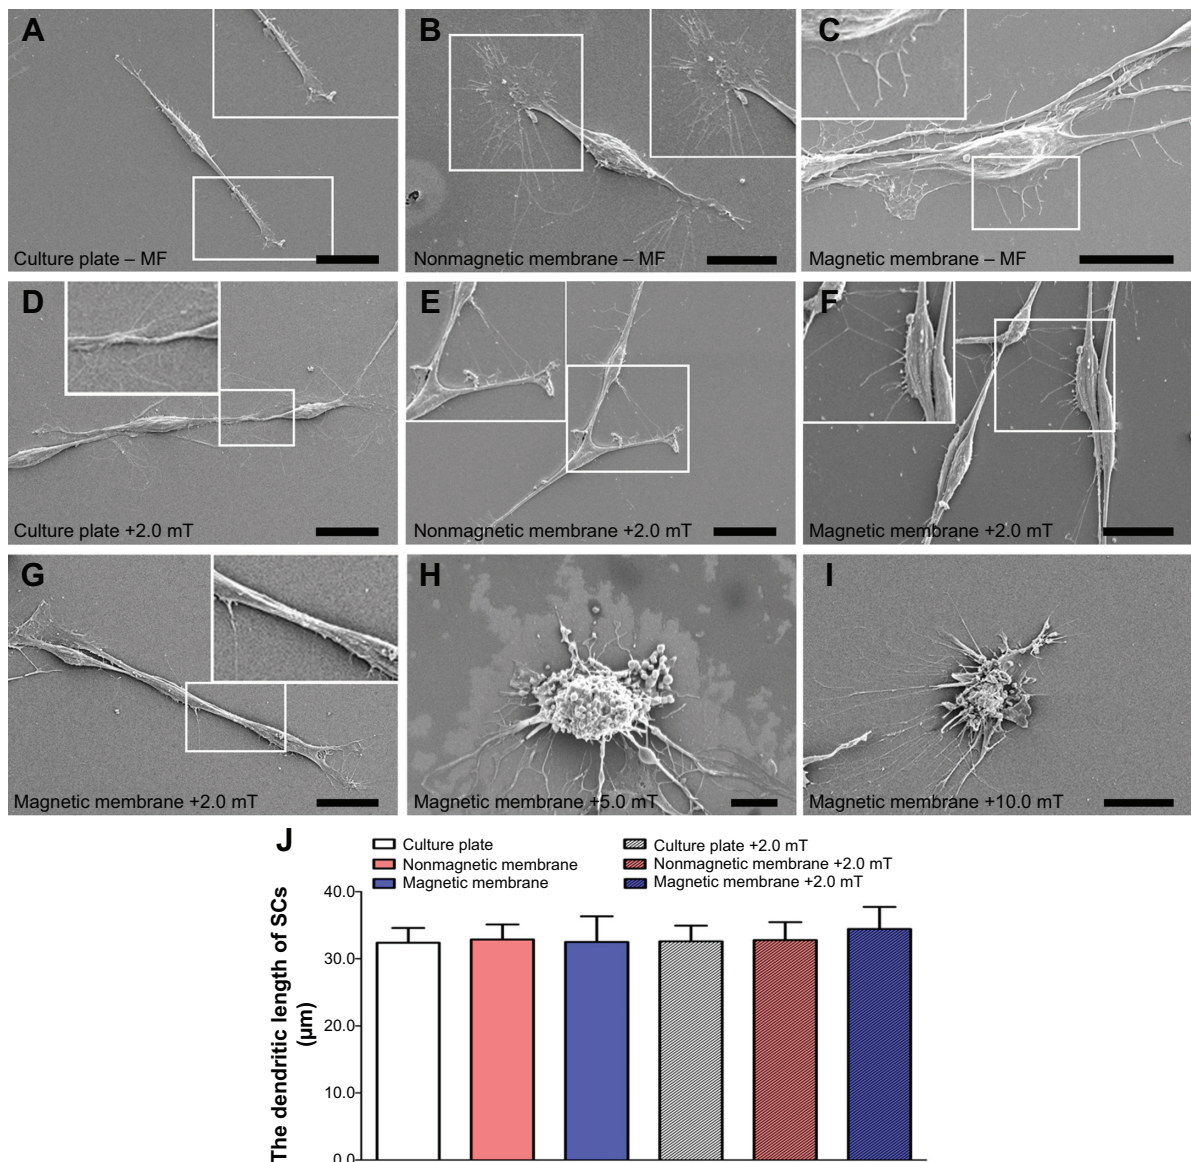 A
Culture plate – MF
B
Nonmagnetic membrane – MF
C
Magnetic membrane – MF
D
Culture plate +2.0 mT
E
Nonmagnetic membrane +2.0 mT
F
Magnetic membrane +2.0 mT
G
Magnetic membrane +2.0 mT
H
Magnetic membrane +5.0 mT
I
Magnetic membrane +10.0 mT
J
Culture plate
Nonmagnetic membrane
Magnetic membrane
Culture plate +2.0 mT
Nonmagnetic membrane +2.0 mT
Magnetic membrane +2.0 mT
The dendritic length of SCs
(µm)
40.0
30.0
20.0
10.0
0.0